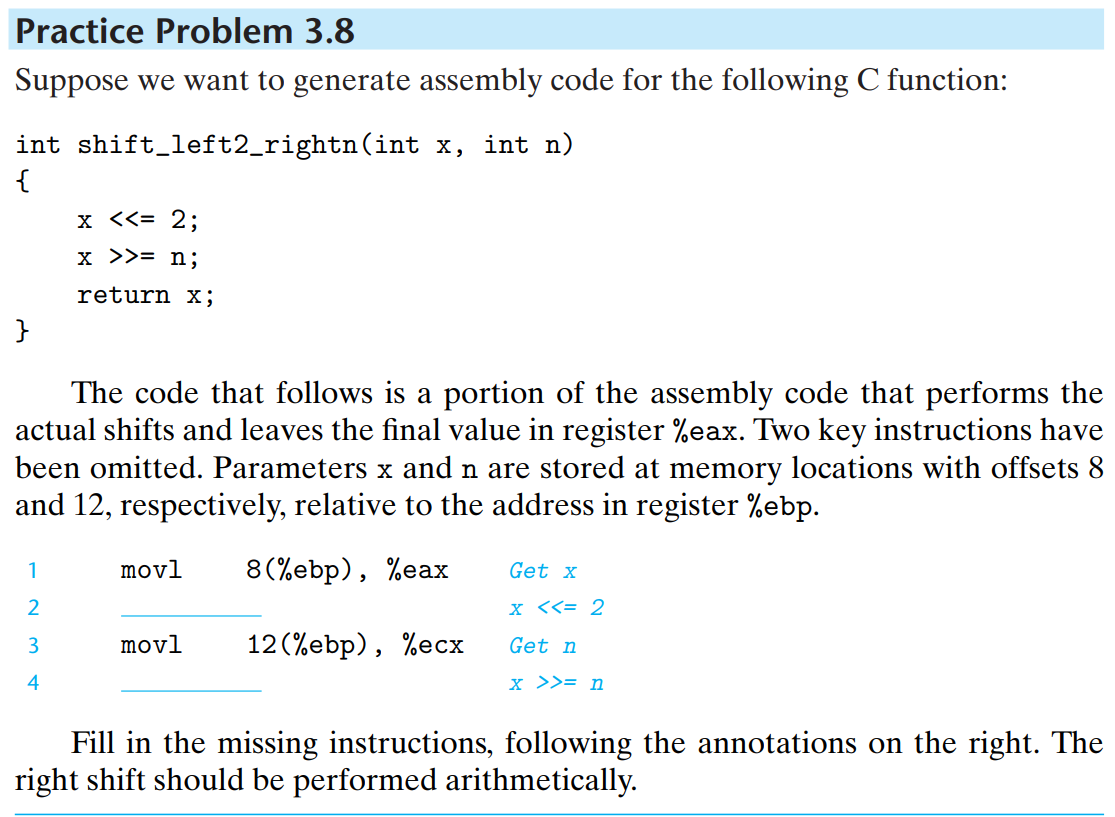 Practice Problem 3.8
Suppose we want to generate assembly code for the following C function:
int shift_left2_rightn(int x, int n)
{
    x <<= 2;
    x >>= n;
    return x;
}
The code that follows is a portion of the assembly code that performs the
actual shifts and leaves the final value in register %eax. Two key instructions have
been omitted. Parameters x and n are stored at memory locations with offsets 8
and 12, respectively, relative to the address in register %ebp.
1 movl 8(%ebp), %eax Get x
2 ________ x <<= 2
3 movl 12(%ebp), %ecx Get n
4 ________ x >>= n
Fill in the missing instructions, following the annotations on the right. The
right shift should be performed arithmetically.